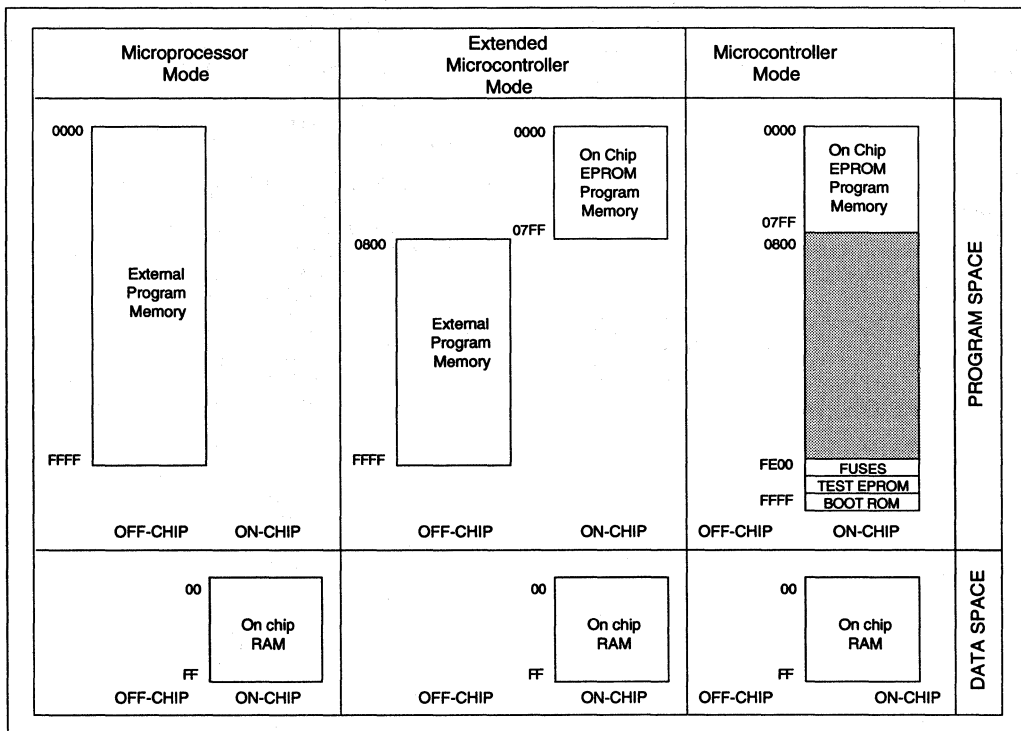 Microprocessor
Mode
Extended
Microcontroller
Mode
Microcontroller
Mode
0000
External
Program
Memory
FFFF
OFF-CHIP ON-CHIP
0000
On Chip
EPROM
Program
Memory
07FF
0800
External
Program
Memory
FFFF
OFF-CHIP ON-CHIP
0000
On Chip
EPROM
Program
Memory
07FF
0800
FE00
FUSES
TEST EPROM
FFFF
BOOT ROM
OFF-CHIP ON-CHIP
PROGRAM SPACE
00
On chip
RAM
FF
OFF-CHIP ON-CHIP
00
On chip
RAM
FF
OFF-CHIP ON-CHIP
00
On chip
RAM
FF
OFF-CHIP ON-CHIP
DATA SPACE